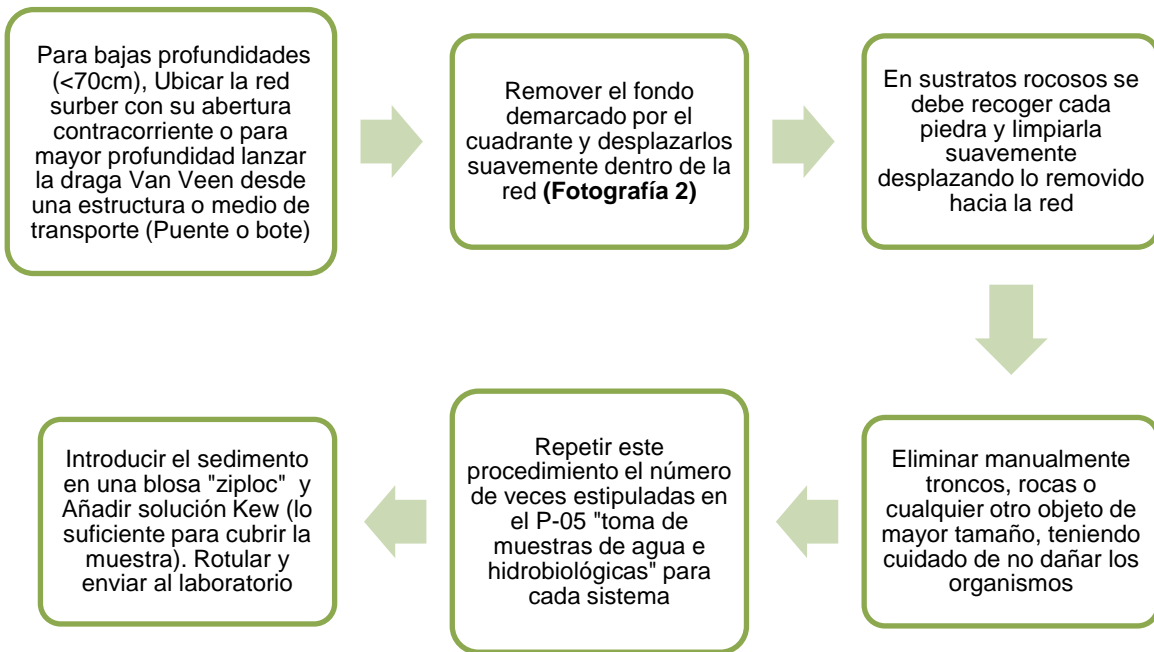 Para bajas profundidades
(<70cm), Ubicar la red
surber con su abertura
contracorriente o para
mayor profundidad lanzar
la draga Van Veen desde
una estructura o medio de
transporte (Puente o bote)
Remover el fondo
demarcado por el
cuadrante y desplazarlos
suavemente dentro de la
red (Fotografía 2)
En sustratos rocosos se
debe recoger cada
piedra y limpiarla
suavemente
desplazando lo removido
hacia la red
Eliminar manualmente
troncos, rocas o
cualquier otro objeto de
mayor tamaño, teniendo
cuidado de no dañar los
organismos
Repetir este
procedimiento el número
de veces estipuladas en
el P-05 "toma de
muestras de agua e
hidrobiológicas" para
cada sistema
Introducir el sedimento
en una blosa "ziploc" y
Añadir solución Kew (lo
suficiente para cubrir la
muestra). Rotular y
enviar al laboratorio